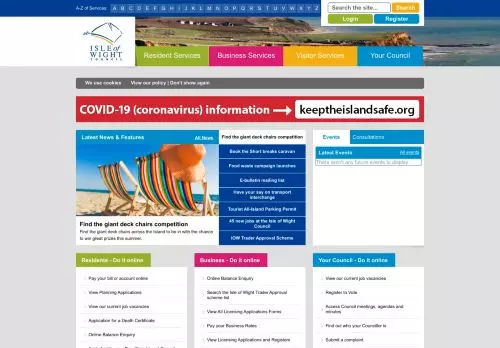 A-Z of Services: A B C D E F G H I J K L M N O P Q R S T U V W X Y Z
Search the site... Search
Login Register
ISLE of
WIGHT
COUNCIL
Resident Services Business Services Visitor Services Your Council
We use cookies View our policy | Don't show again
COVID-19 (coronavirus) information keeptheislandsafe.org
Latest News & Features All News
Find the giant deck chairs competition
Book the Short breaks caravan
Food waste campaign launches
E-bulletin mailing list
Have your say on transport
interchange
Tourist All-Island Parking Permit
45 new jobs at the Isle of Wight
Council
IOW Trader Approval Scheme
Find the giant deck chairs competition
Find the giant deck chairs across the Island to be in with the chance
to win great prizes this summer.
Events Consultations
Latest Events All events
There aren't any future events to display
Residents - Do it online
Pay your bill or account online
View Planning Applications
View our current job vacancies
Application for a Death Certificate
Online Balance Enquiry
Business - Do it online
Online Balance Enquiry
Search the Isle of Wight Trader Approval
scheme list
View All Licensing Applications Forms
Pay your Business Rates
View Licensing Applications and Registers
Your Council - Do it online
View our current job vacancies
Register to Vote
Access Council meetings, agendas and
minutes
Find out who your Councillor is
Submit a complaint